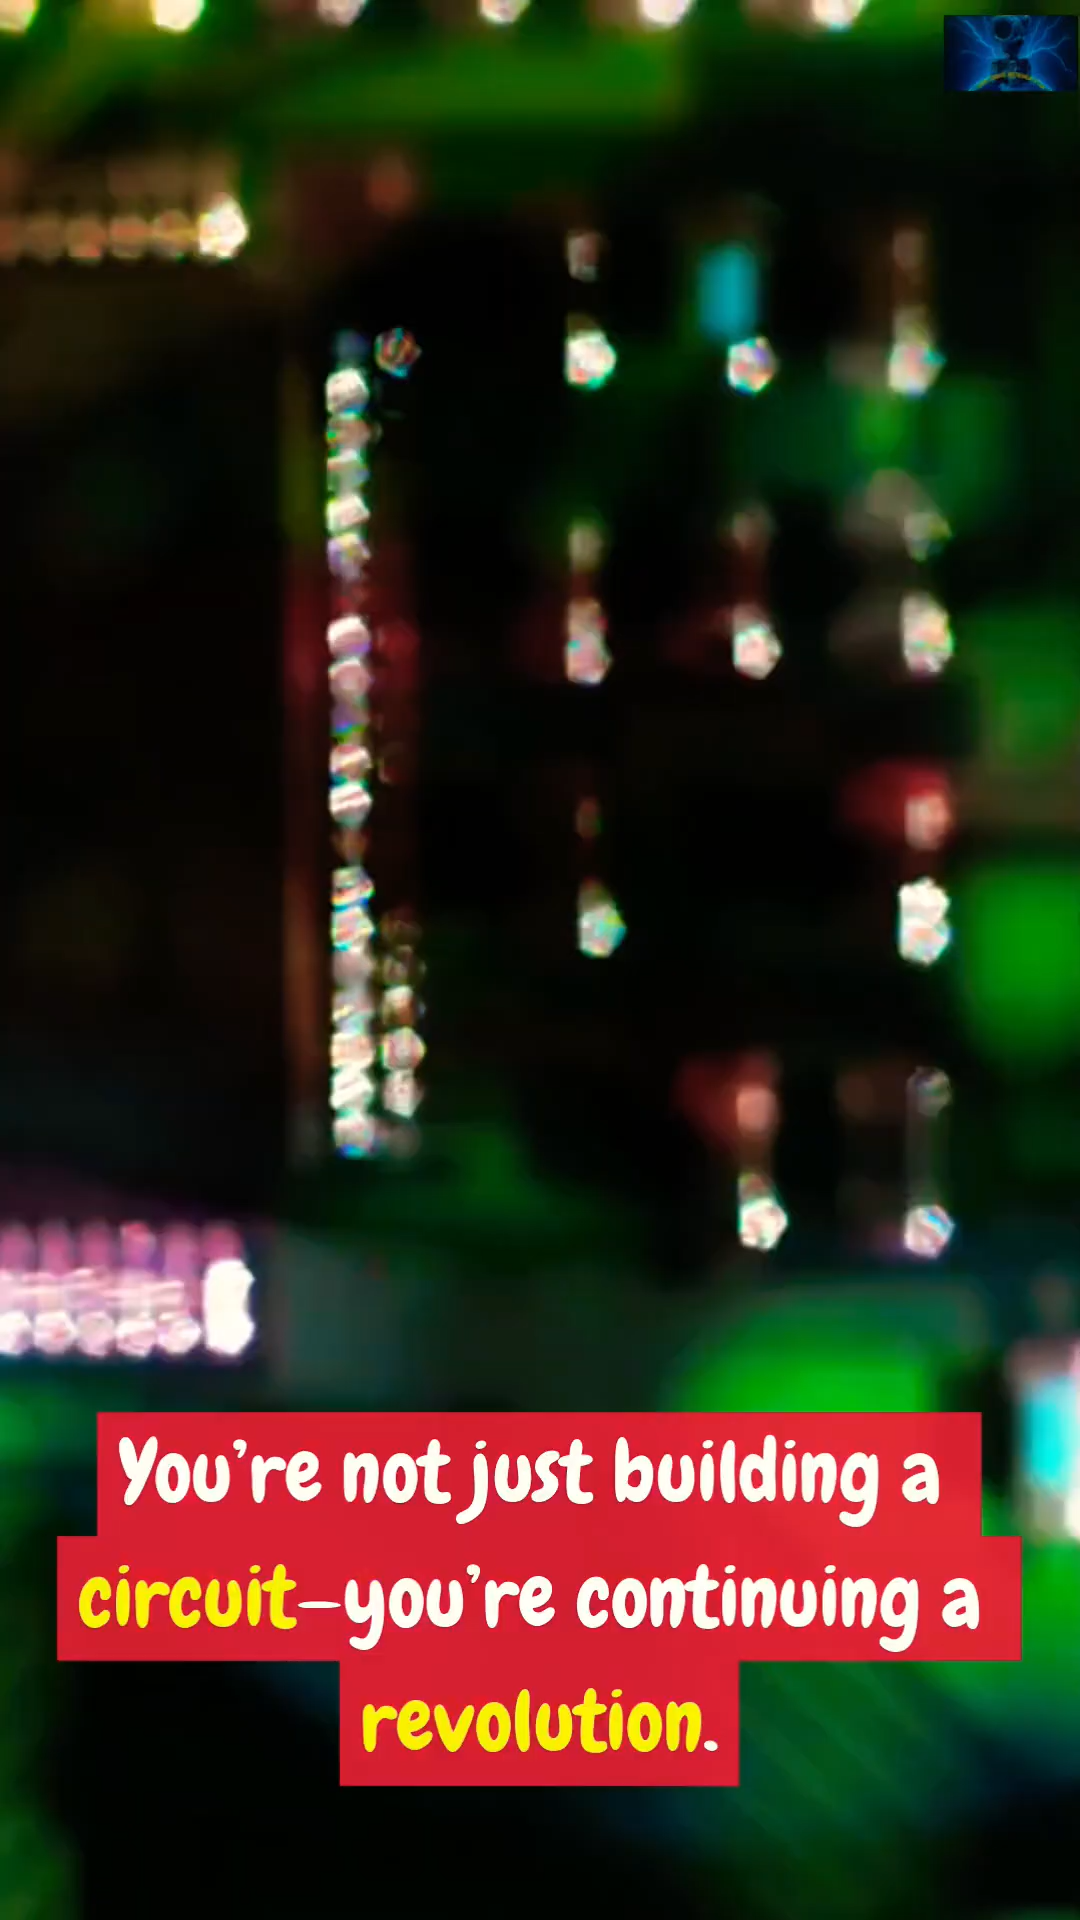 You’re not just building a
circuit—you’re continuing a
revolution.